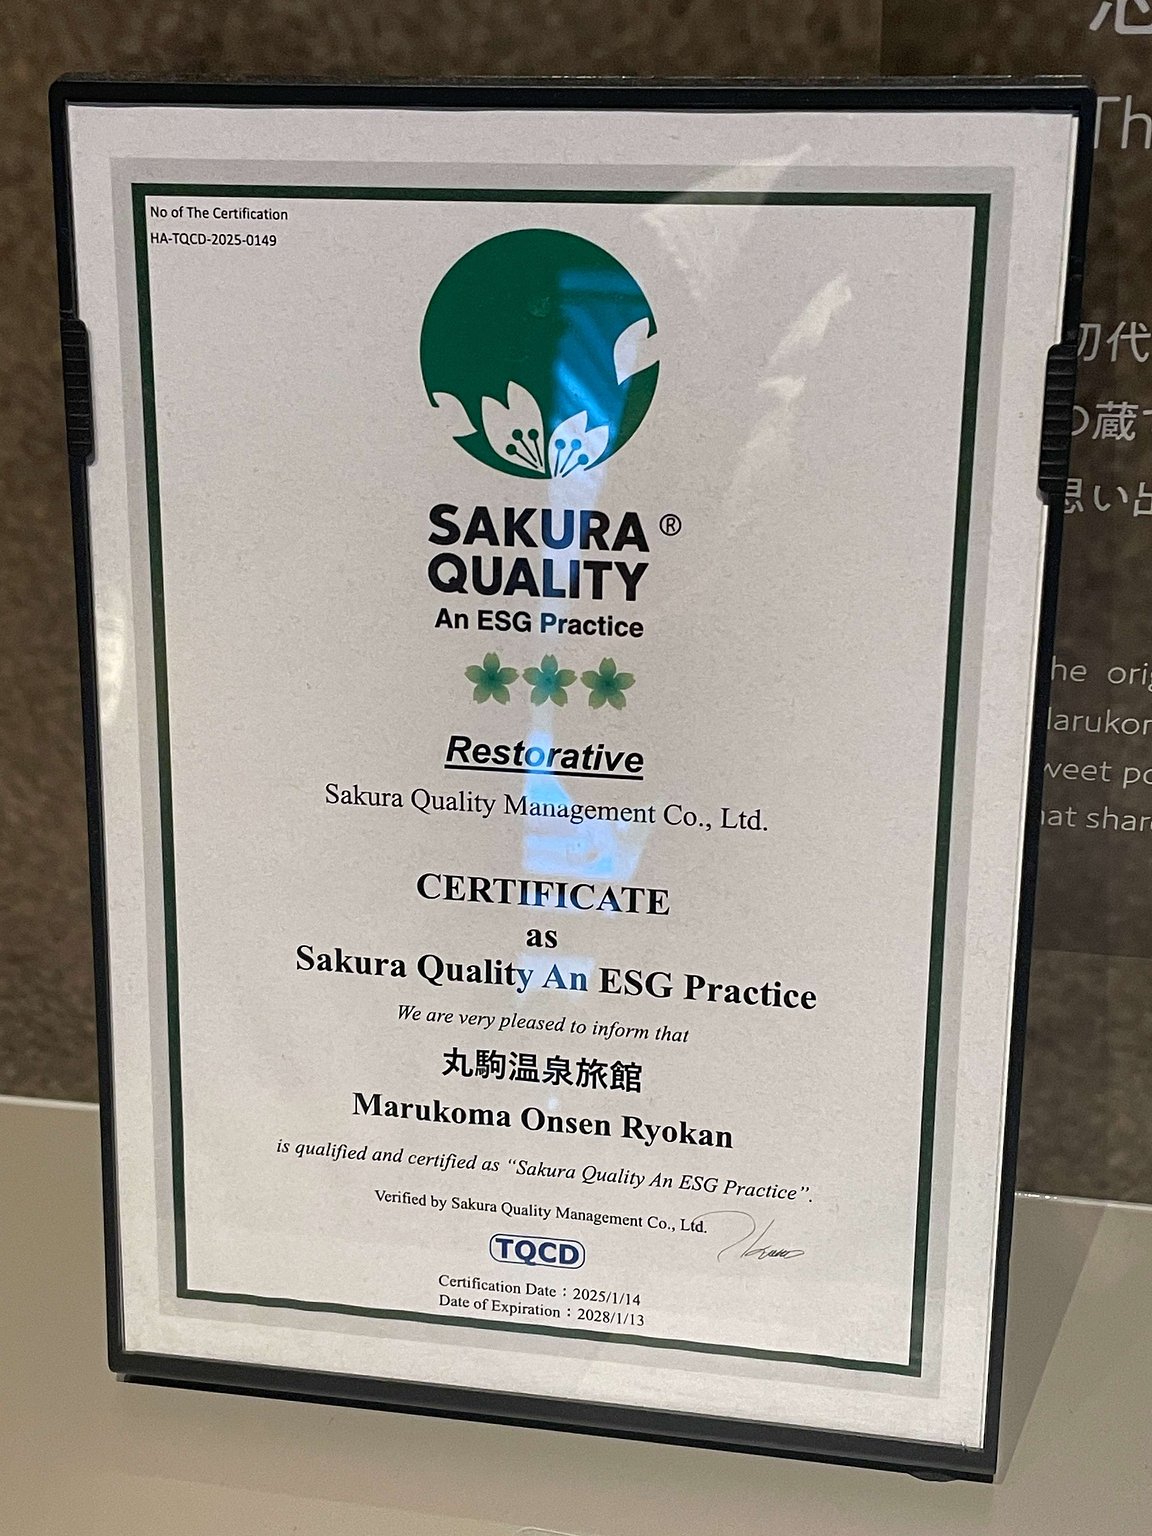 No of The Certification
HA-TQCD-2025-0149
SAKURA ®
QUALITY
An ESG Practice
Restorative
Sakura Quality Management Co., Ltd.
CERTIFICATE
as
Sakura Quality An ESG Practice
We are very pleased to inform that
丸駒温泉旅館
Marukoma Onsen Ryokan
is qualified and certified as “Sakura Quality An ESG Practice”.
Verified by Sakura Quality Management Co., Ltd.
TQCD
Certification Date：2025/1/14
Date of Expiration：2028/1/13
Th
初代
の蔵
思い出
he orig
arukom
weet po
hat shar